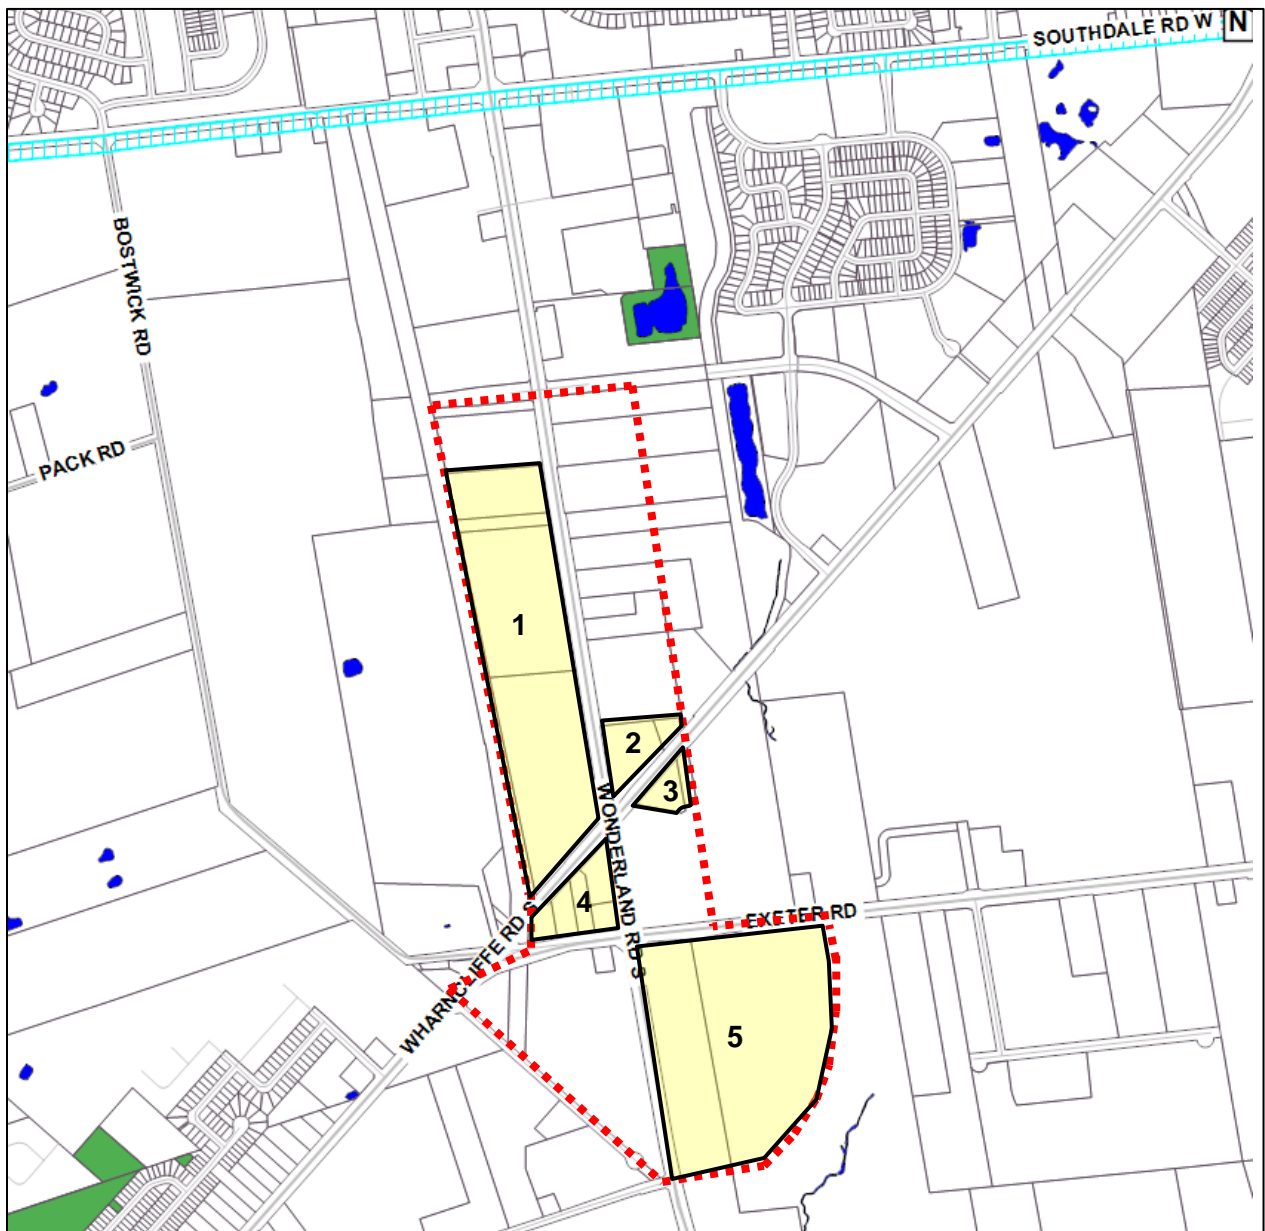 SOUTHDALE RD W
N
BOSTWICK RD
PACK RD
1
2
3
WONDERLAND RD S
4
EXETER RD
WHARNCLIFFE RD S
5